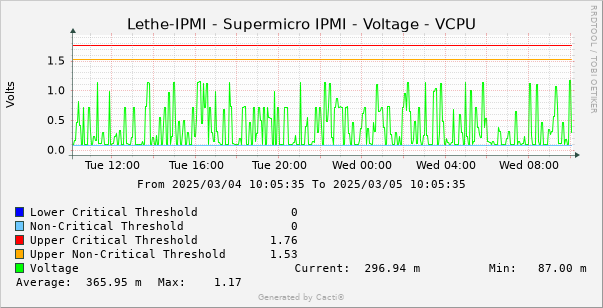 Lethe-IPMI - Supermicro IPMI - Voltage - VCPU
RRDTOOL / TOBI OETIKER
Volts
1.5
1.0
0.5
0.0
Tue 12:00 Tue 16:00 Tue 20:00 Wed 00:00 Wed 04:00 Wed 08:00
From 2025/03/04 10:05:35 To 2025/03/05 10:05:35
Lower Critical Threshold 0
Non-Critical Threshold 0
Upper Critical Threshold 1.76
Upper Non-Critical Threshold 1.53
Voltage Current: 296.94 m Min: 87.00 m
Average: 365.95 m Max: 1.17
Generated by Cacti®